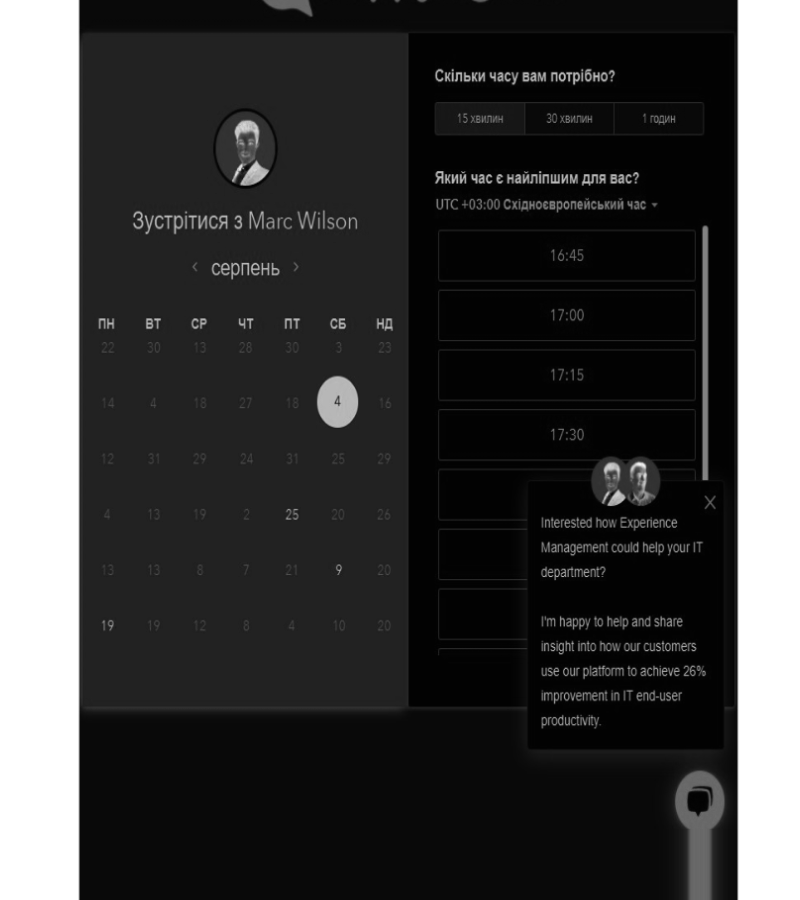 Зустрітися з Marc Wilson
серпень
ПН ВТ СР ЧТ ПТ СБ НД
22 30 13 28 30 3 23
14 4 18 27 18 4 16
12 31 29 24 31 25 29
4 13 19 2 25 20 26
13 13 8 7 21 9 20
19 19 12 8 4 10 20
Скільки часу вам потрібно?
15 хвилин 30 хвилин 1 годин
Який час є найліпшим для вас?
UTC +03:00 Східноєвропейський час
16:45
17:00
17:15
17:30
Interested how Experience
Management could help your IT
department?
I'm happy to help and share
insight into how our customers
use our platform to achieve 26%
improvement in IT end-user
productivity.